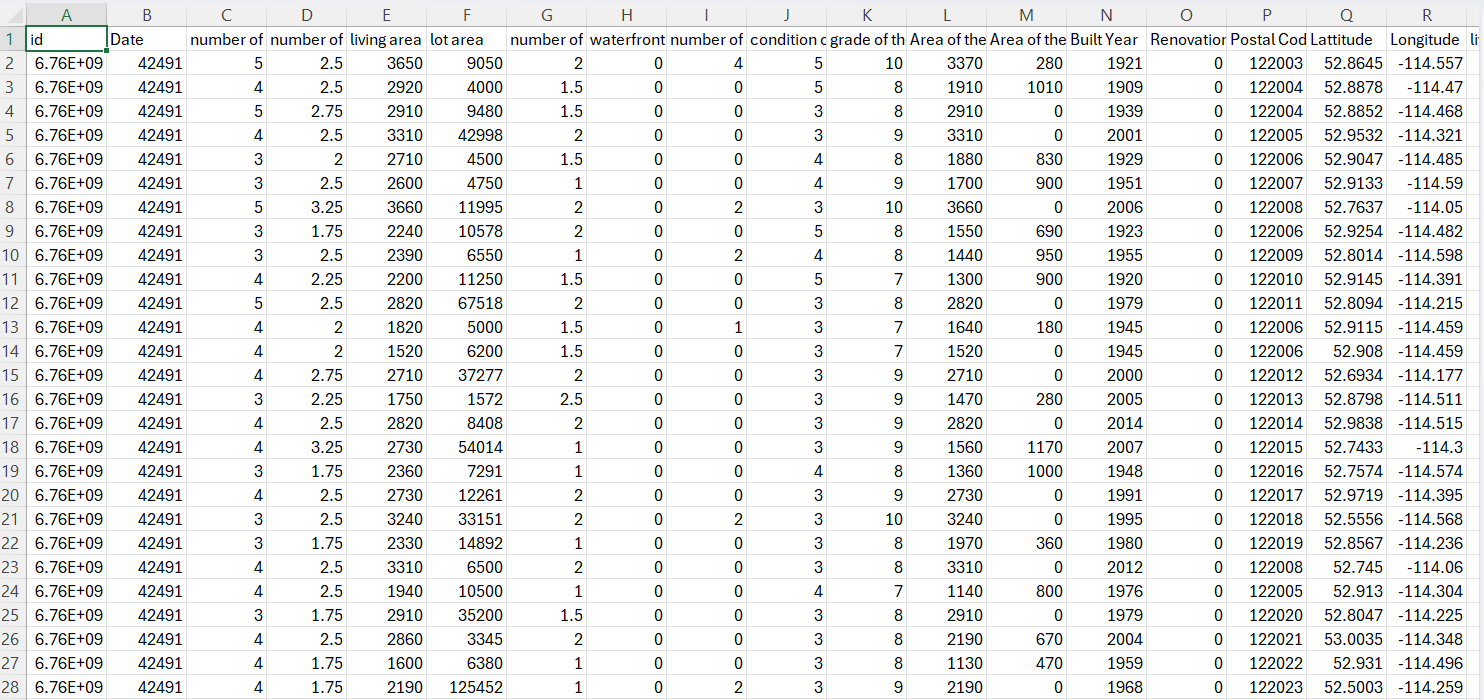 A B C D E F G H I J K L M N O P Q R
1 id Date number of number of living area lot area number of waterfront number of condition c grade of th Area of the Area of the Built Year Renovation Postal Cod Lattitude Longitude li
2 6.76E+09 42491 5 2.5 3650 9050 2 0 4 5 10 3370 280 1921 0 122003 52.8645 -114.557
3 6.76E+09 42491 4 2.5 2920 4000 1.5 0 0 5 8 1910 1010 1909 0 122004 52.8878 -114.47
4 6.76E+09 42491 5 2.75 2910 9480 1.5 0 0 3 8 2910 0 1939 0 122004 52.8852 -114.468
5 6.76E+09 42491 4 2.5 3310 42998 2 0 0 3 9 3310 0 2001 0 122005 52.9532 -114.321
6 6.76E+09 42491 3 2 2710 4500 1.5 0 0 4 8 1880 830 1929 0 122006 52.9047 -114.485
7 6.76E+09 42491 3 2.5 2600 4750 1 0 0 4 9 1700 900 1951 0 122007 52.9133 -114.59
8 6.76E+09 42491 5 3.25 3660 11995 2 0 2 3 10 3660 0 2006 0 122008 52.7637 -114.05
9 6.76E+09 42491 3 1.75 2240 10578 2 0 0 5 8 1550 690 1923 0 122006 52.9254 -114.482
10 6.76E+09 42491 3 2.5 2390 6550 1 0 2 4 8 1440 950 1955 0 122009 52.8014 -114.598
11 6.76E+09 42491 4 2.25 2200 11250 1.5 0 0 5 7 1300 900 1920 0 122010 52.9145 -114.391
12 6.76E+09 42491 5 2.5 2820 67518 2 0 0 3 8 2820 0 1979 0 122011 52.8094 -114.215
13 6.76E+09 42491 4 2 1820 5000 1.5 0 1 3 7 1640 180 1945 0 122006 52.9115 -114.459
14 6.76E+09 42491 4 2 1520 6200 1.5 0 0 3 7 1520 0 1945 0 122006 52.908 -114.459
15 6.76E+09 42491 4 2.75 2710 37277 2 0 0 3 9 2710 0 2000 0 122012 52.6934 -114.177
16 6.76E+09 42491 3 2.25 1750 1572 2.5 0 0 3 9 1470 280 2005 0 122013 52.8798 -114.511
17 6.76E+09 42491 4 2.5 2820 8408 2 0 0 3 9 2820 0 2014 0 122014 52.9838 -114.515
18 6.76E+09 42491 4 3.25 2730 54014 1 0 0 3 9 1560 1170 2007 0 122015 52.7433 -114.3
19 6.76E+09 42491 3 1.75 2360 7291 1 0 0 4 8 1360 1000 1948 0 122016 52.7574 -114.574
20 6.76E+09 42491 4 2.5 2730 12261 2 0 0 3 9 2730 0 1991 0 122017 52.9719 -114.395
21 6.76E+09 42491 3 2.5 3240 33151 2 0 2 3 10 3240 0 1995 0 122018 52.5556 -114.568
22 6.76E+09 42491 3 1.75 2330 14892 1 0 0 3 8 1970 360 1980 0 122019 52.8567 -114.236
23 6.76E+09 42491 4 2.5 3310 6500 2 0 0 3 8 3310 0 2012 0 122008 52.745 -114.06
24 6.76E+09 42491 4 2.5 1940 10500 1 0 0 4 7 1140 800 1976 0 122005 52.913 -114.304
25 6.76E+09 42491 3 1.75 2910 35200 1.5 0 0 3 8 2910 0 1979 0 122020 52.8047 -114.225
26 6.76E+09 42491 4 2.5 2860 3345 2 0 0 3 8 2190 670 2004 0 122021 53.0035 -114.348
27 6.76E+09 42491 4 1.75 1600 6380 1 0 0 3 8 1130 470 1959 0 122022 52.931 -114.496
28 6.76E+09 42491 4 1.75 2190 125452 1 0 2 3 9 2190 0 1968 0 122023 52.5003 -114.259